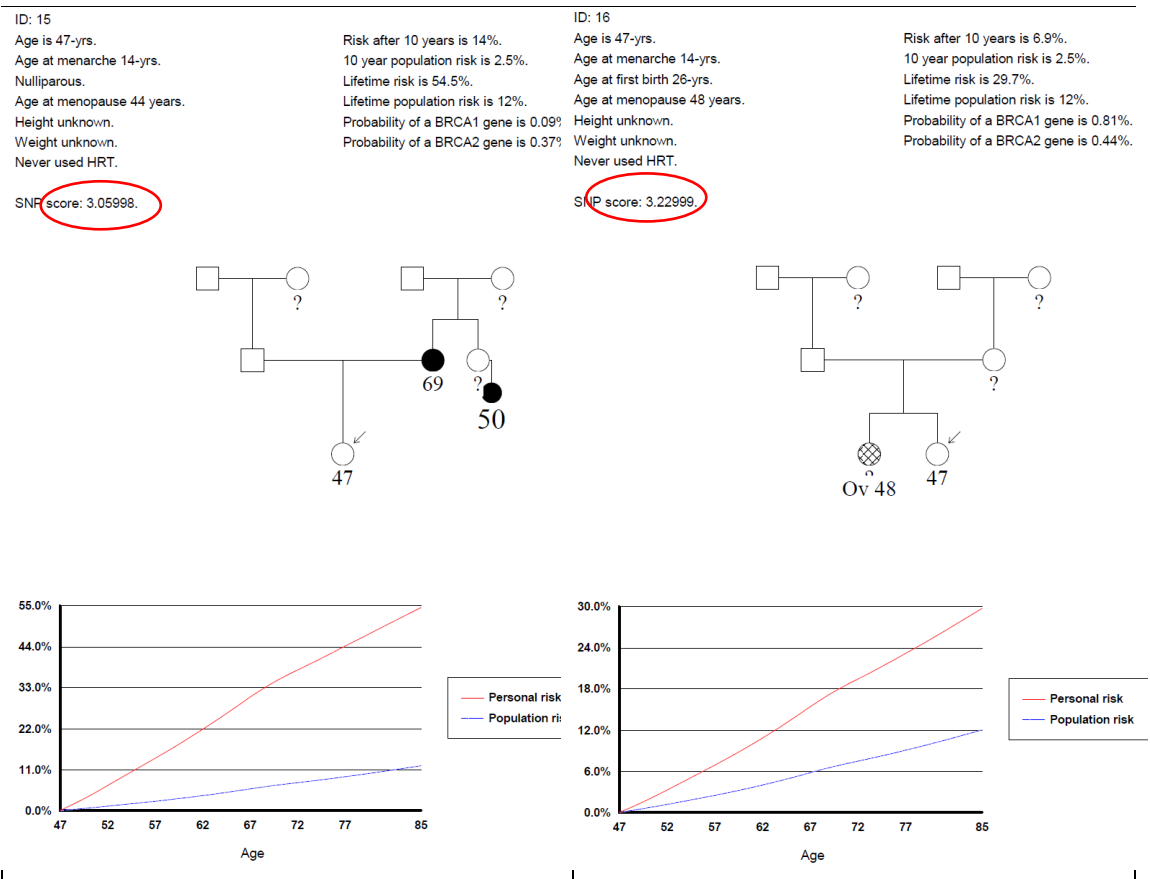 ID: 15
Age is 47-yrs.
Age at menarche 14-yrs.
Nulliparous.
Age at menopause 44 years.
Height unknown.
Weight unknown.
Never used HRT.
SNP score: 3.05998.
Risk after 10 years is 14%.
10 year population risk is 2.5%.
Lifetime risk is 54.5%.
Lifetime population risk is 12%.
Probability of a BRCA1 gene is 0.09%
Probability of a BRCA2 gene is 0.37%
?
?
69
?
50
47
55.0%
44.0%
33.0%
22.0%
11.0%
0.0%
47 52 57 62 67 72 77 85
Age
Personal risk
Population ris
ID: 16
Age is 47-yrs.
Age at menarche 14-yrs.
Age at first birth 26-yrs.
Age at menopause 48 years.
Height unknown.
Weight unknown.
Never used HRT.
SNP score: 3.22999.
Risk after 10 years is 6.9%.
10 year population risk is 2.5%.
Lifetime risk is 29.7%.
Lifetime population risk is 12%.
Probability of a BRCA1 gene is 0.81%.
Probability of a BRCA2 gene is 0.44%.
?
?
?
Ov 48
47
30.0%
24.0%
18.0%
12.0%
6.0%
0.0%
47 52 57 62 67 72 77 85
Age
Personal risk
Population risk